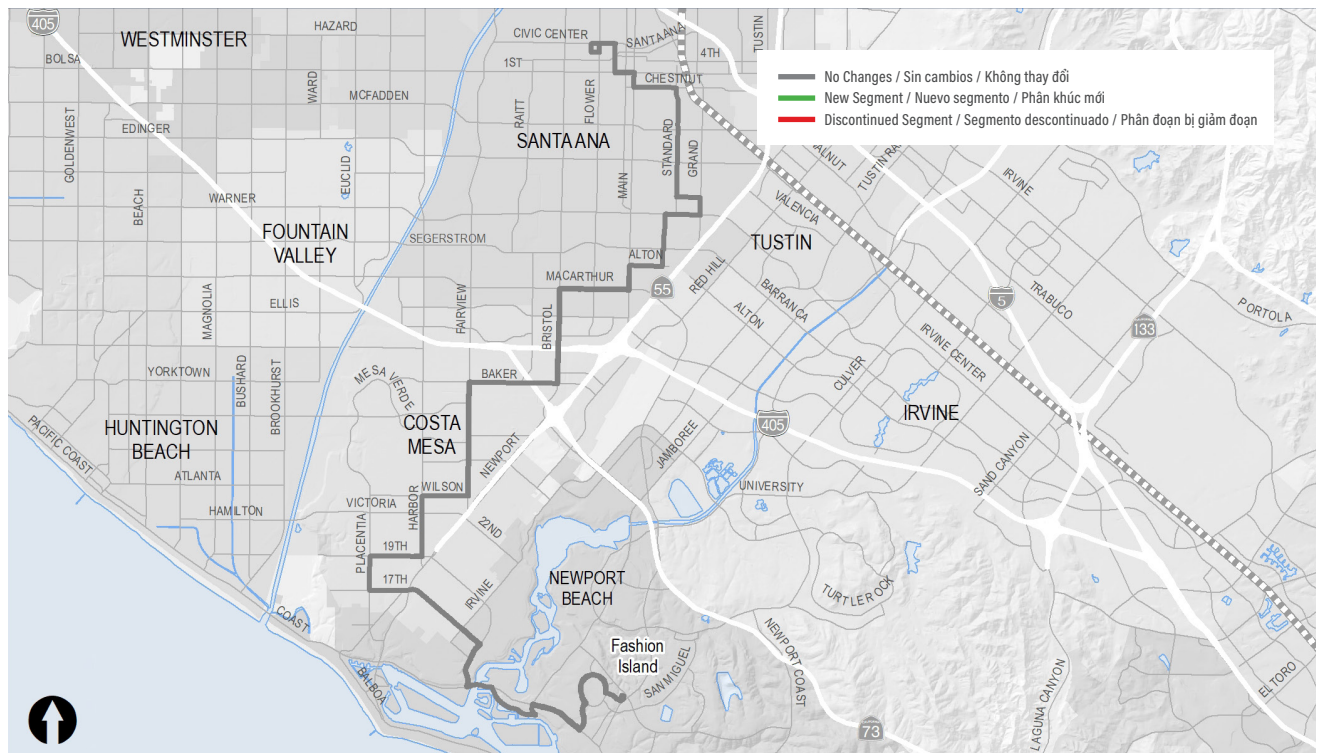 405
WESTMINSTER
HAZARD
BOLSA
CIVIC CENTER
SANTA ANA
4TH
TUSTIN
1ST
CHESTNUT
No Changes / Sin cambios / Không thay đổi
New Segment / Nuevo segmento / Phân khúc mới
Discontinued Segment / Segmento descontinuado / Phân đoạn bị giảm đoạn
GOLDENWEST
EDINGER
WARD
MCFADDEN
RAITT
FLOWER
SANTA ANA
STANDARD
GRAND
MAIN
BEACH
EUCLID
WARNER
FOUNTAIN
VALLEY
SEGERSTROM
ALTON
MACARTHUR
VALENCIA
TUSTIN
IRVINE
55
RED HILL
BARRANCA
ALTON
5
TRABUCO
133
PORTOLA
MAGNOLIA
ELLIS
FAIRVIEW
BRISTOL
IRVINE CENTER
YORKTOWN
BUSHARD
BROOKHURST
MESA VERDE
BAKER
CULVER
HUNTINGTON
BEACH
COSTA
MESA
NEWPORT
JAMBOREE
405
IRVINE
PACIFIC COAST
ATLANTA
HAMILTON
VICTORIA
WILSON
HARBOR
PLACENTIA
22ND
UNIVERSITY
SAND CANYON
19TH
17TH
IRVINE
NEWPORT
BEACH
TURTLE ROCK
COAST
BALBOA
Fashion
Island
SAN MIGUEL
NEWPORT COAST
73
LAGUNA CANYON
EL TORO